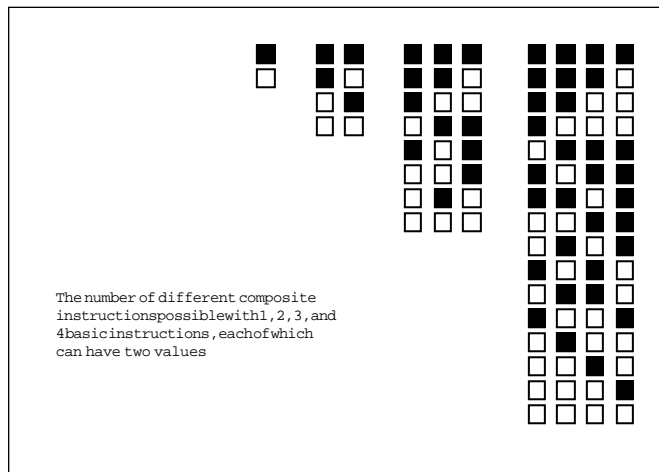 The number of different composite
instructions possible with 1, 2, 3, and
4 basic instructions, each of which
can have two values